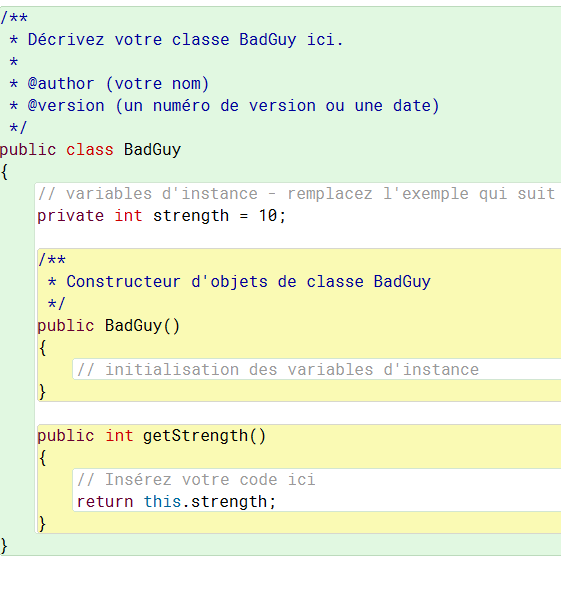 /**
 * Décrivez votre classe BadGuy ici.
 *
 * @author (votre nom)
 * @version (un numéro de version ou une date)
 */
public class BadGuy
{
    // variables d'instance - remplacez l'exemple qui suit
    private int strength = 10;

    /**
     * Constructeur d'objets de classe BadGuy
     */
    public BadGuy()
    {
        // initialisation des variables d'instance
    }

    public int getStrength()
    {
        // Insérez votre code ici
        return this.strength;
    }
}